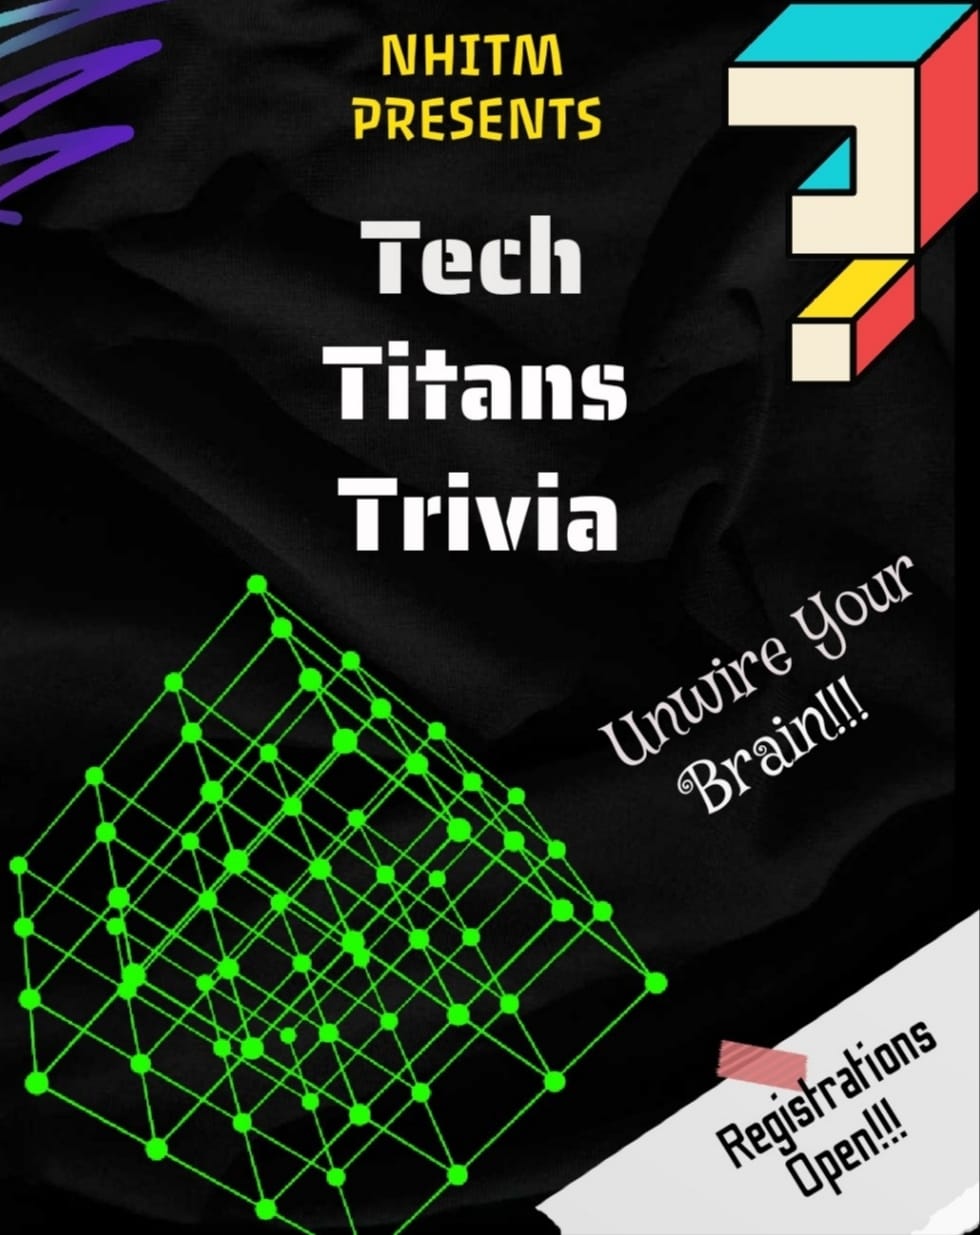 NHITM
PRESENTS
Tech
Titans
Trivia
Unwire Your
Brain!!!
Registrations
Open!!!